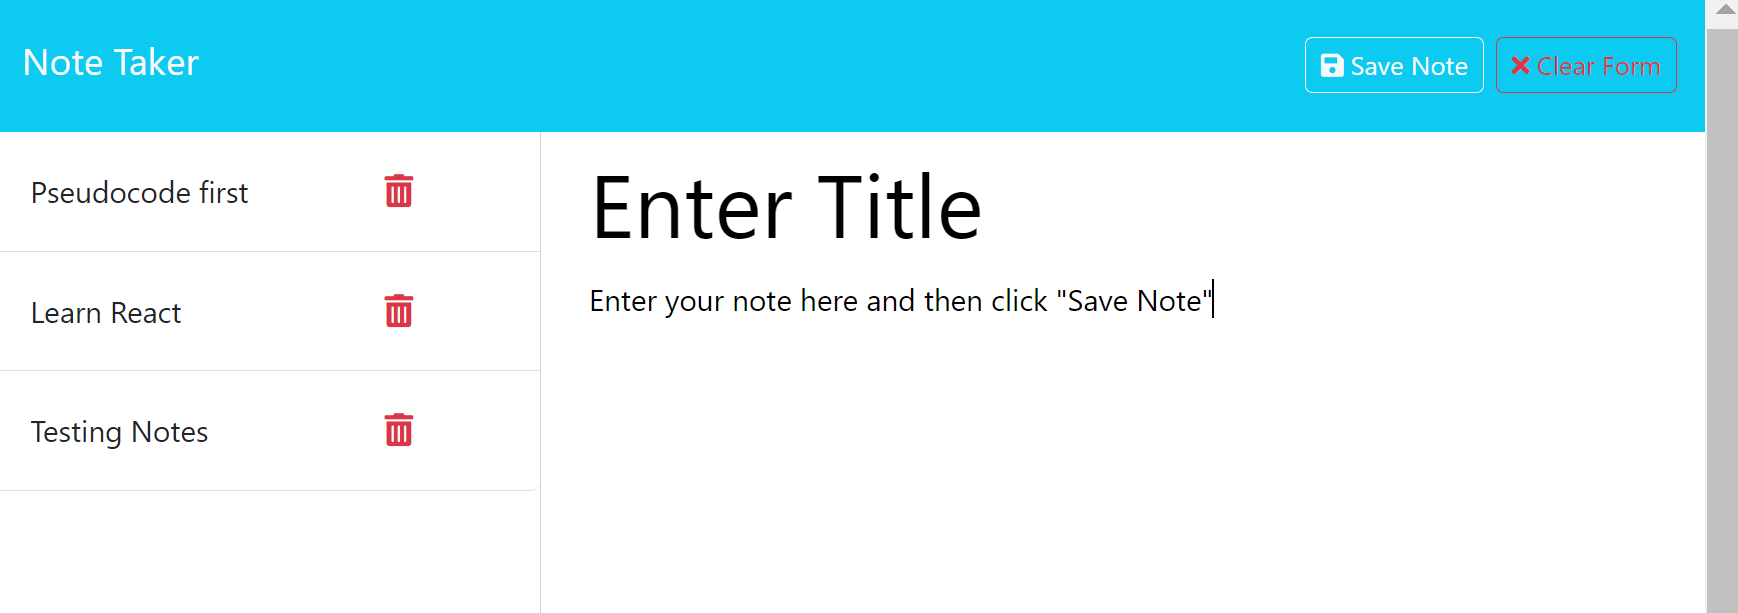 Note Taker
Save Note
Clear Form
Pseudocode first
Learn React
Testing Notes
Enter Title
Enter your note here and then click "Save Note"